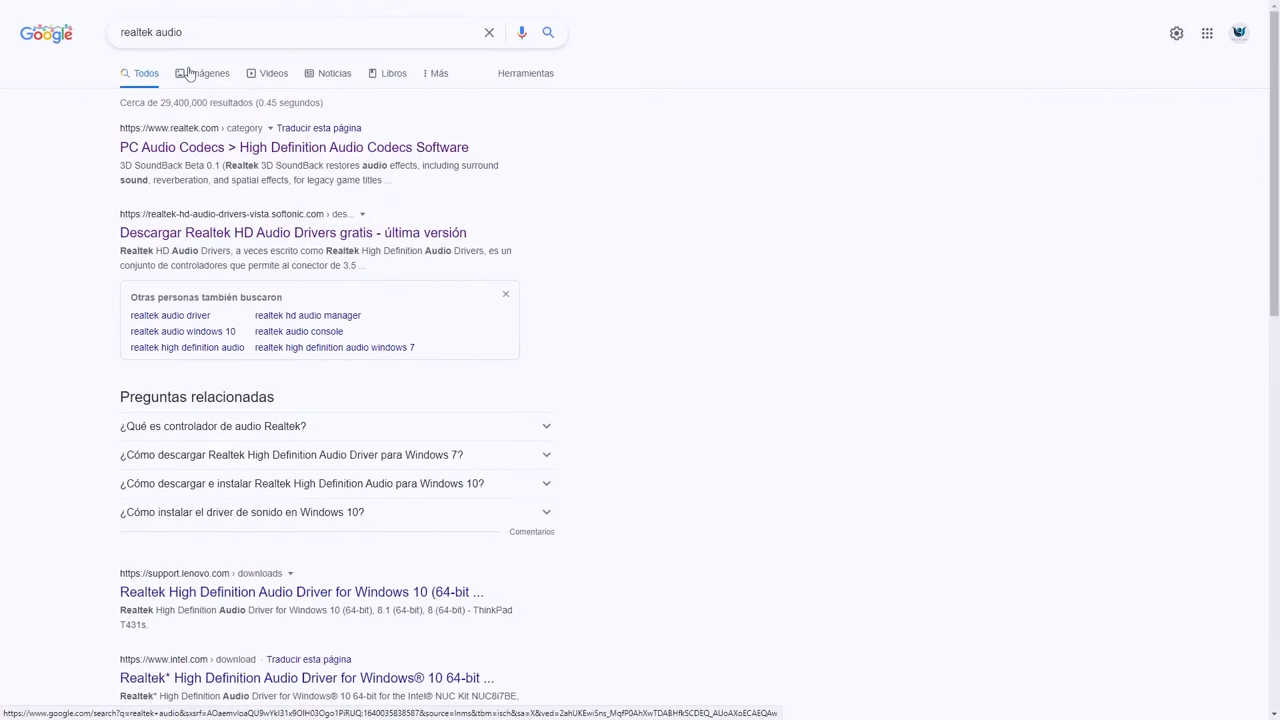 Google
realtek audio
Todos Imágenes Videos Noticias Libros Más Herramientas
Cerca de 29,400,000 resultados (0.45 segundos)
https://www.realtek.com › category Traducir esta página
PC Audio Codecs > High Definition Audio Codecs Software
3D SoundBack Beta 0.1 (Realtek 3D SoundBack restores audio effects, including surround
sound, reverberation, and spatial effects, for legacy game titles ...
https://realtek-hd-audio-drivers-vista.softonic.com › des...
Descargar Realtek HD Audio Drivers gratis - última versión
Realtek HD Audio Drivers, a veces escrito como Realtek High Definition Audio Drivers, es un
conjunto de controladores que permite al conector de 3.5 ...
Otras personas también buscaron
realtek audio driver realtek hd audio manager
realtek audio windows 10 realtek audio console
realtek high definition audio realtek high definition audio windows 7
Preguntas relacionadas
¿Qué es controlador de audio Realtek?
¿Cómo descargar Realtek High Definition Audio Driver para Windows 7?
¿Cómo descargar e instalar Realtek High Definition Audio para Windows 10?
¿Cómo instalar el driver de sonido en Windows 10?
Comentarios
https://support.lenovo.com › downloads
Realtek High Definition Audio Driver for Windows 10 (64-bit ...
Realtek High Definition Audio Driver for Windows 10 (64-bit), 8.1 (64-bit), 8 (64-bit) - ThinkPad
T431s.
https://www.intel.com › download · Traducir esta página
Realtek* High Definition Audio Driver for Windows® 10 64-bit ...
Realtek* High Definition Audio Driver for Windows® 10 64-bit for the Intel® NUC Kit NUC8i7BE,